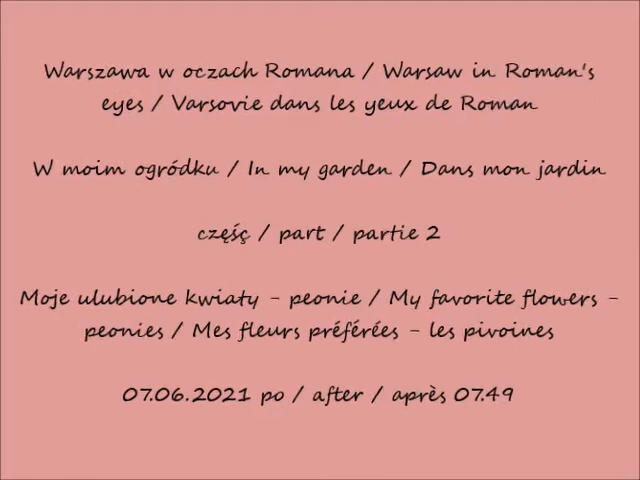 Warszawa w oczach Romana / Warsaw in Roman's
eyes / Varsovie dans les yeux de Roman
W moim ogródku / In my garden / Dans mon jardin
częśç / part / partie 2
Moje ulubione kwiaty - peonie / My favorite flowers -
peonies / Mes fleurs préférées - les pivoines
07.06.2021 po / after / après 07.49